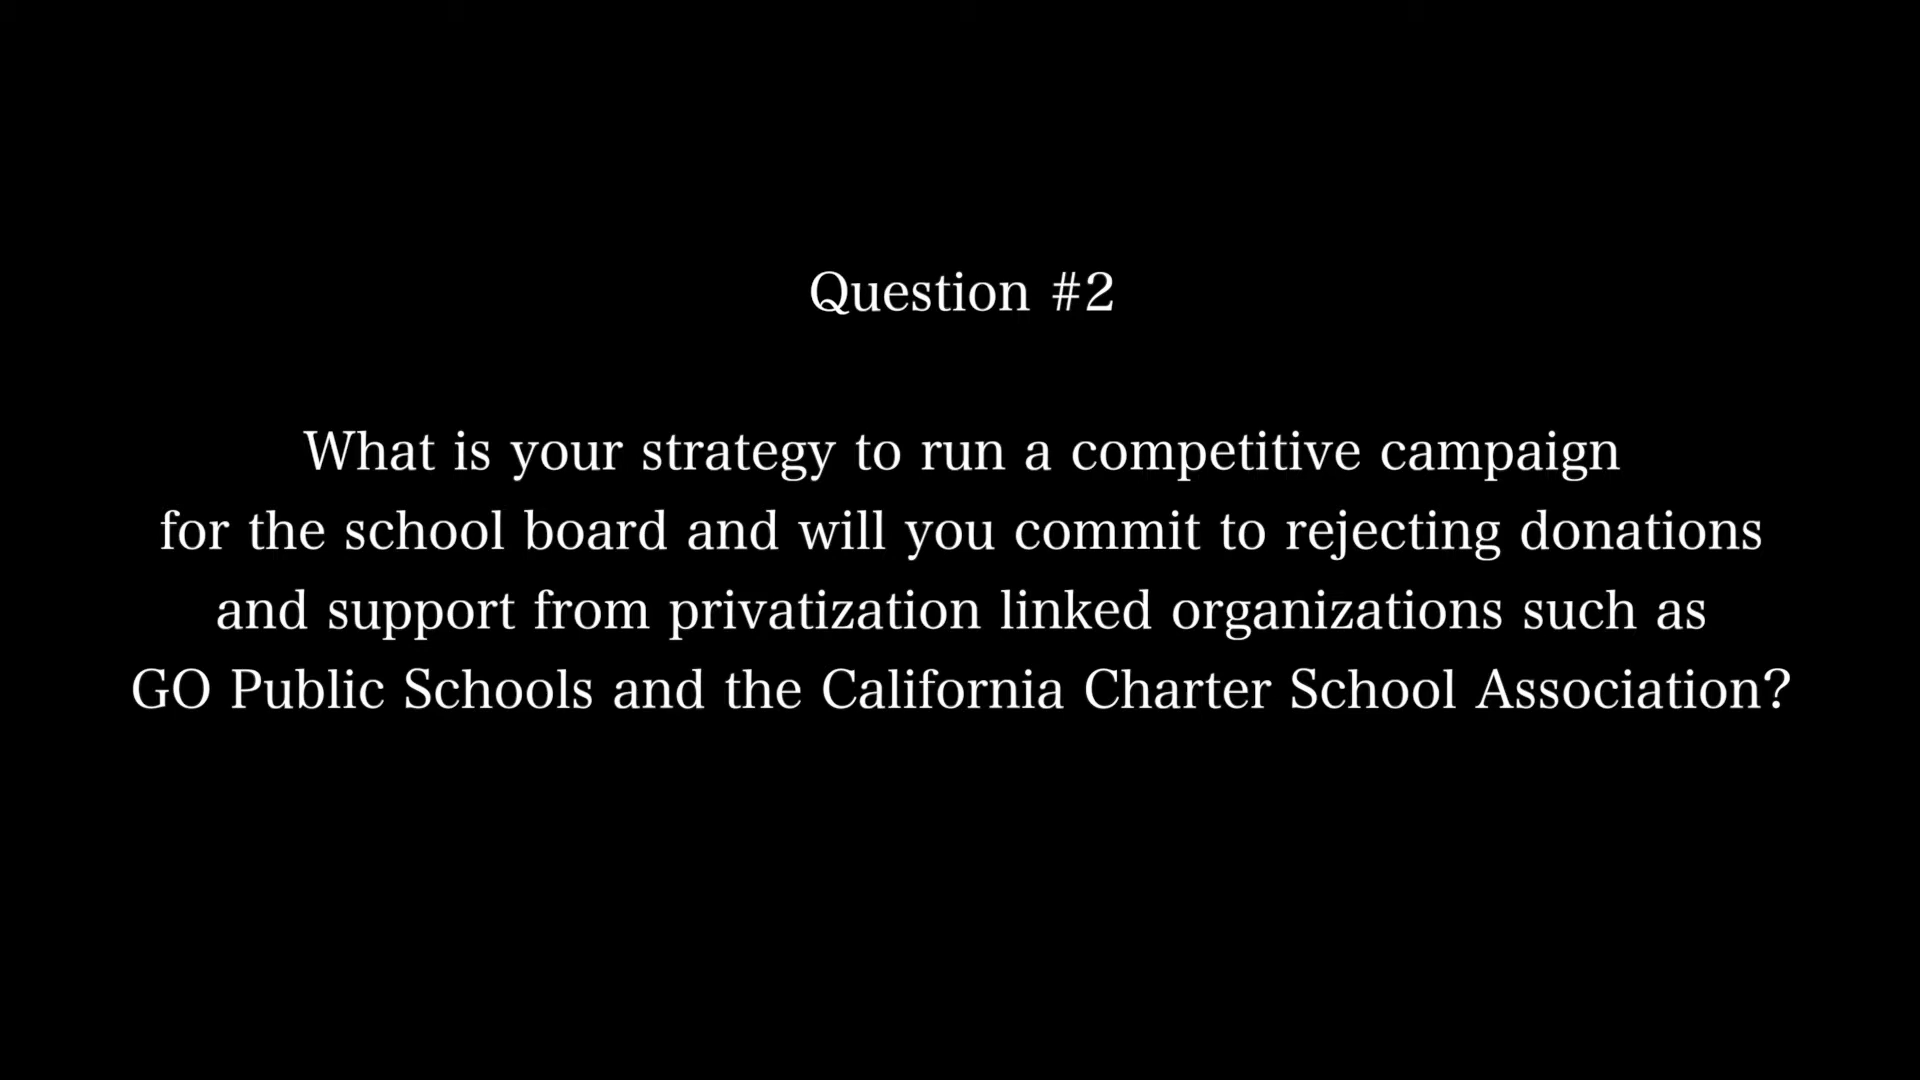 Question #2
What is your strategy to run a competitive campaign
for the school board and will you commit to rejecting donations
and support from privatization linked organizations such as
GO Public Schools and the California Charter School Association?